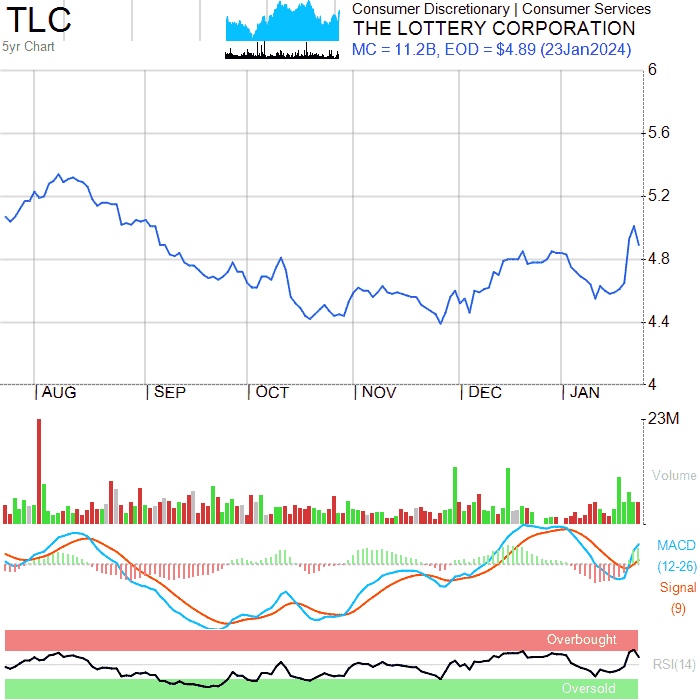 TLC
5yr Chart
Consumer Discretionary | Consumer Services
THE LOTTERY CORPORATION
MC = 11.2B, EOD = $4.89 (23Jan2024)
6
5.6
5.2
4.8
4.4
4
AUG
SEP
OCT
NOV
DEC
JAN
23M
Volume
MACD
(12-26)
Signal
(9)
Overbought
RSI(14)
Oversold